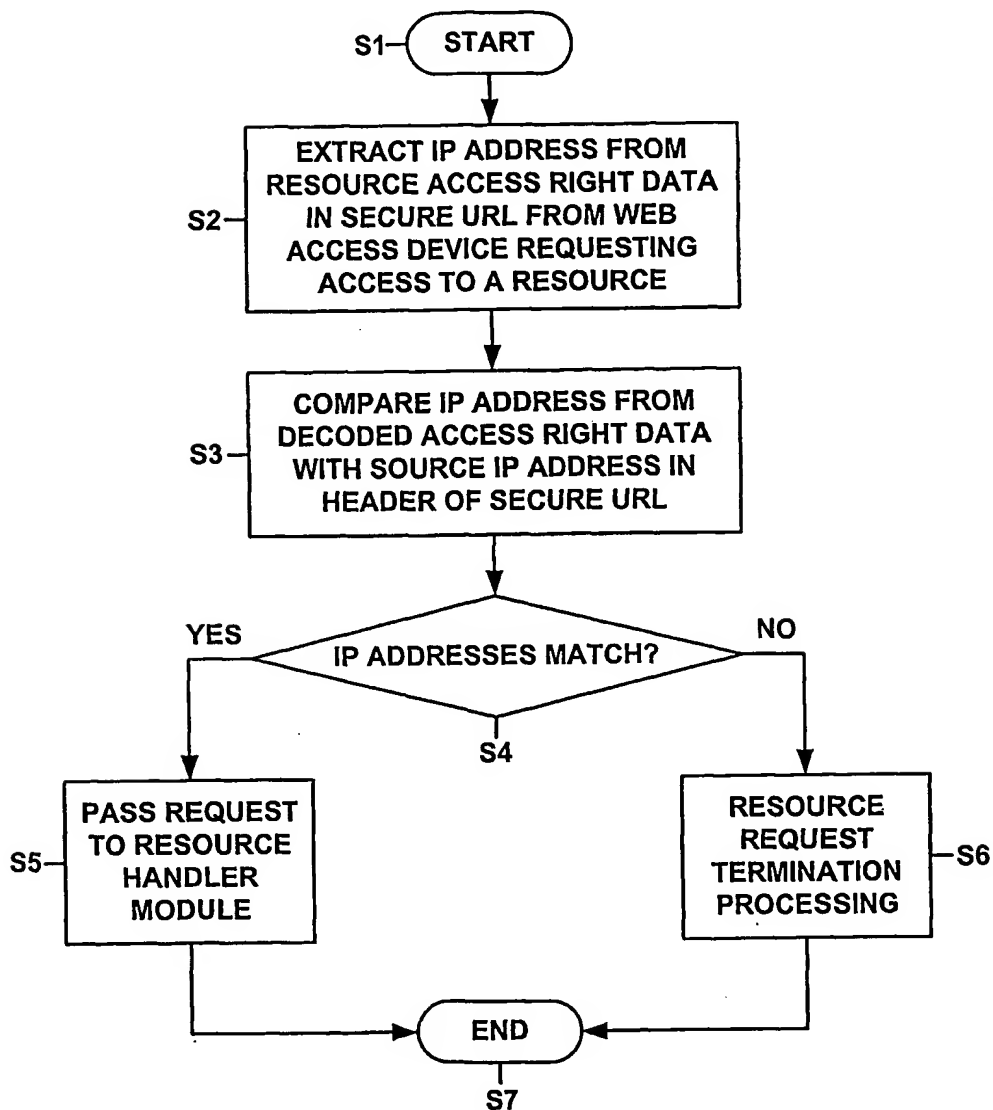 S1
START
EXTRACT IP ADDRESS FROM
RESOURCE ACCESS RIGHT DATA
IN SECURE URL FROM WEB
ACCESS DEVICE REQUESTING
ACCESS TO A RESOURCE
S2
COMPARE IP ADDRESS FROM
DECODED ACCESS RIGHT DATA
WITH SOURCE IP ADDRESS IN
HEADER OF SECURE URL
S3
YES
IP ADDRESSES MATCH?
NO
S4
PASS REQUEST
TO RESOURCE
HANDLER
MODULE
S5
RESOURCE
REQUEST
TERMINATION
PROCESSING
S6
END
S7